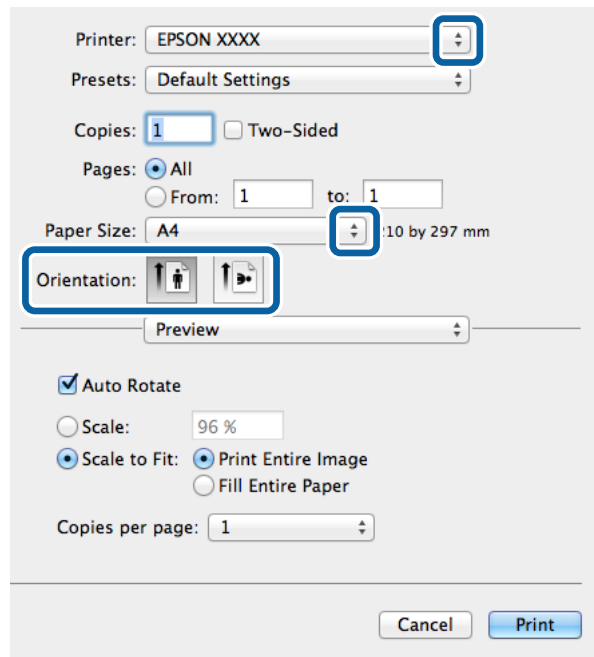 Printer: EPSON XXXX
Presets: Default Settings
Copies: 1 Two-Sided
Pages: All
From: 1 to: 1
Paper Size: A4 210 by 297 mm
Orientation:
Preview
Auto Rotate
Scale: 96 %
Scale to Fit: Print Entire Image
Fill Entire Paper
Copies per page: 1
Cancel Print